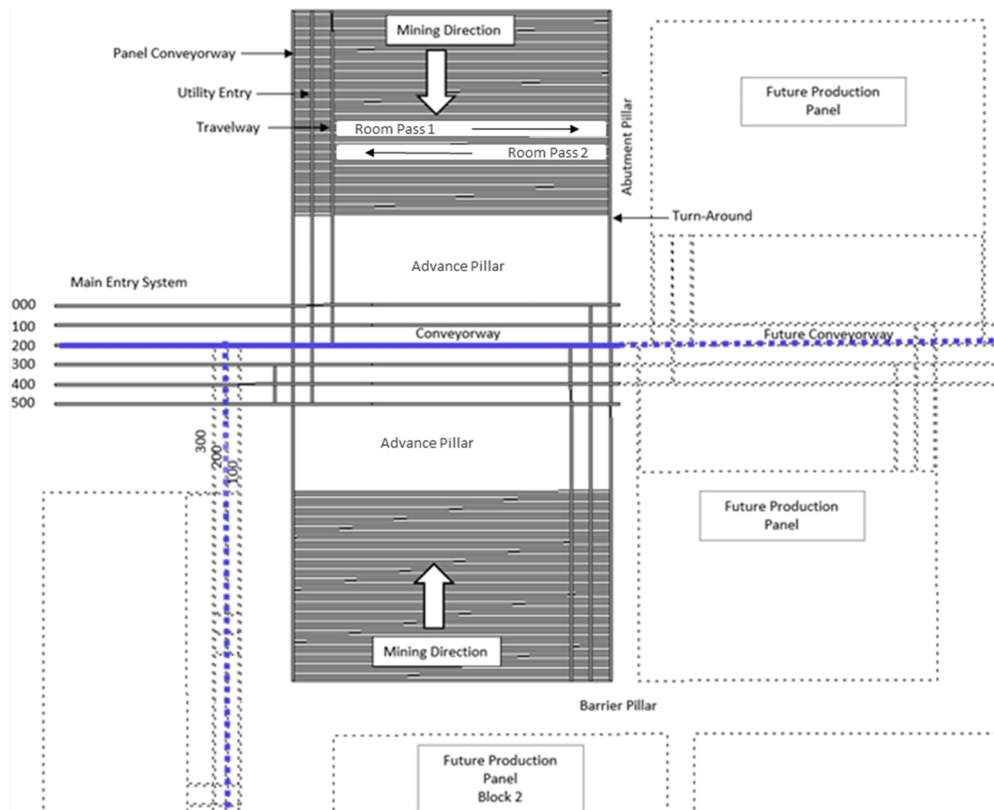 Mining Direction
Panel Conveyorway
Utility Entry
Travelway
Room Pass 1
Room Pass 2
Abutment Pillar
Future Production
Panel
Turn-Around
Advance Pillar
Main Entry System
000
100
200
300
400
500
Conveyorway
Future Conveyorway
300
200
100
Advance Pillar
Future Production
Panel
Mining Direction
Barrier Pillar
Future Production
Panel
Block 2